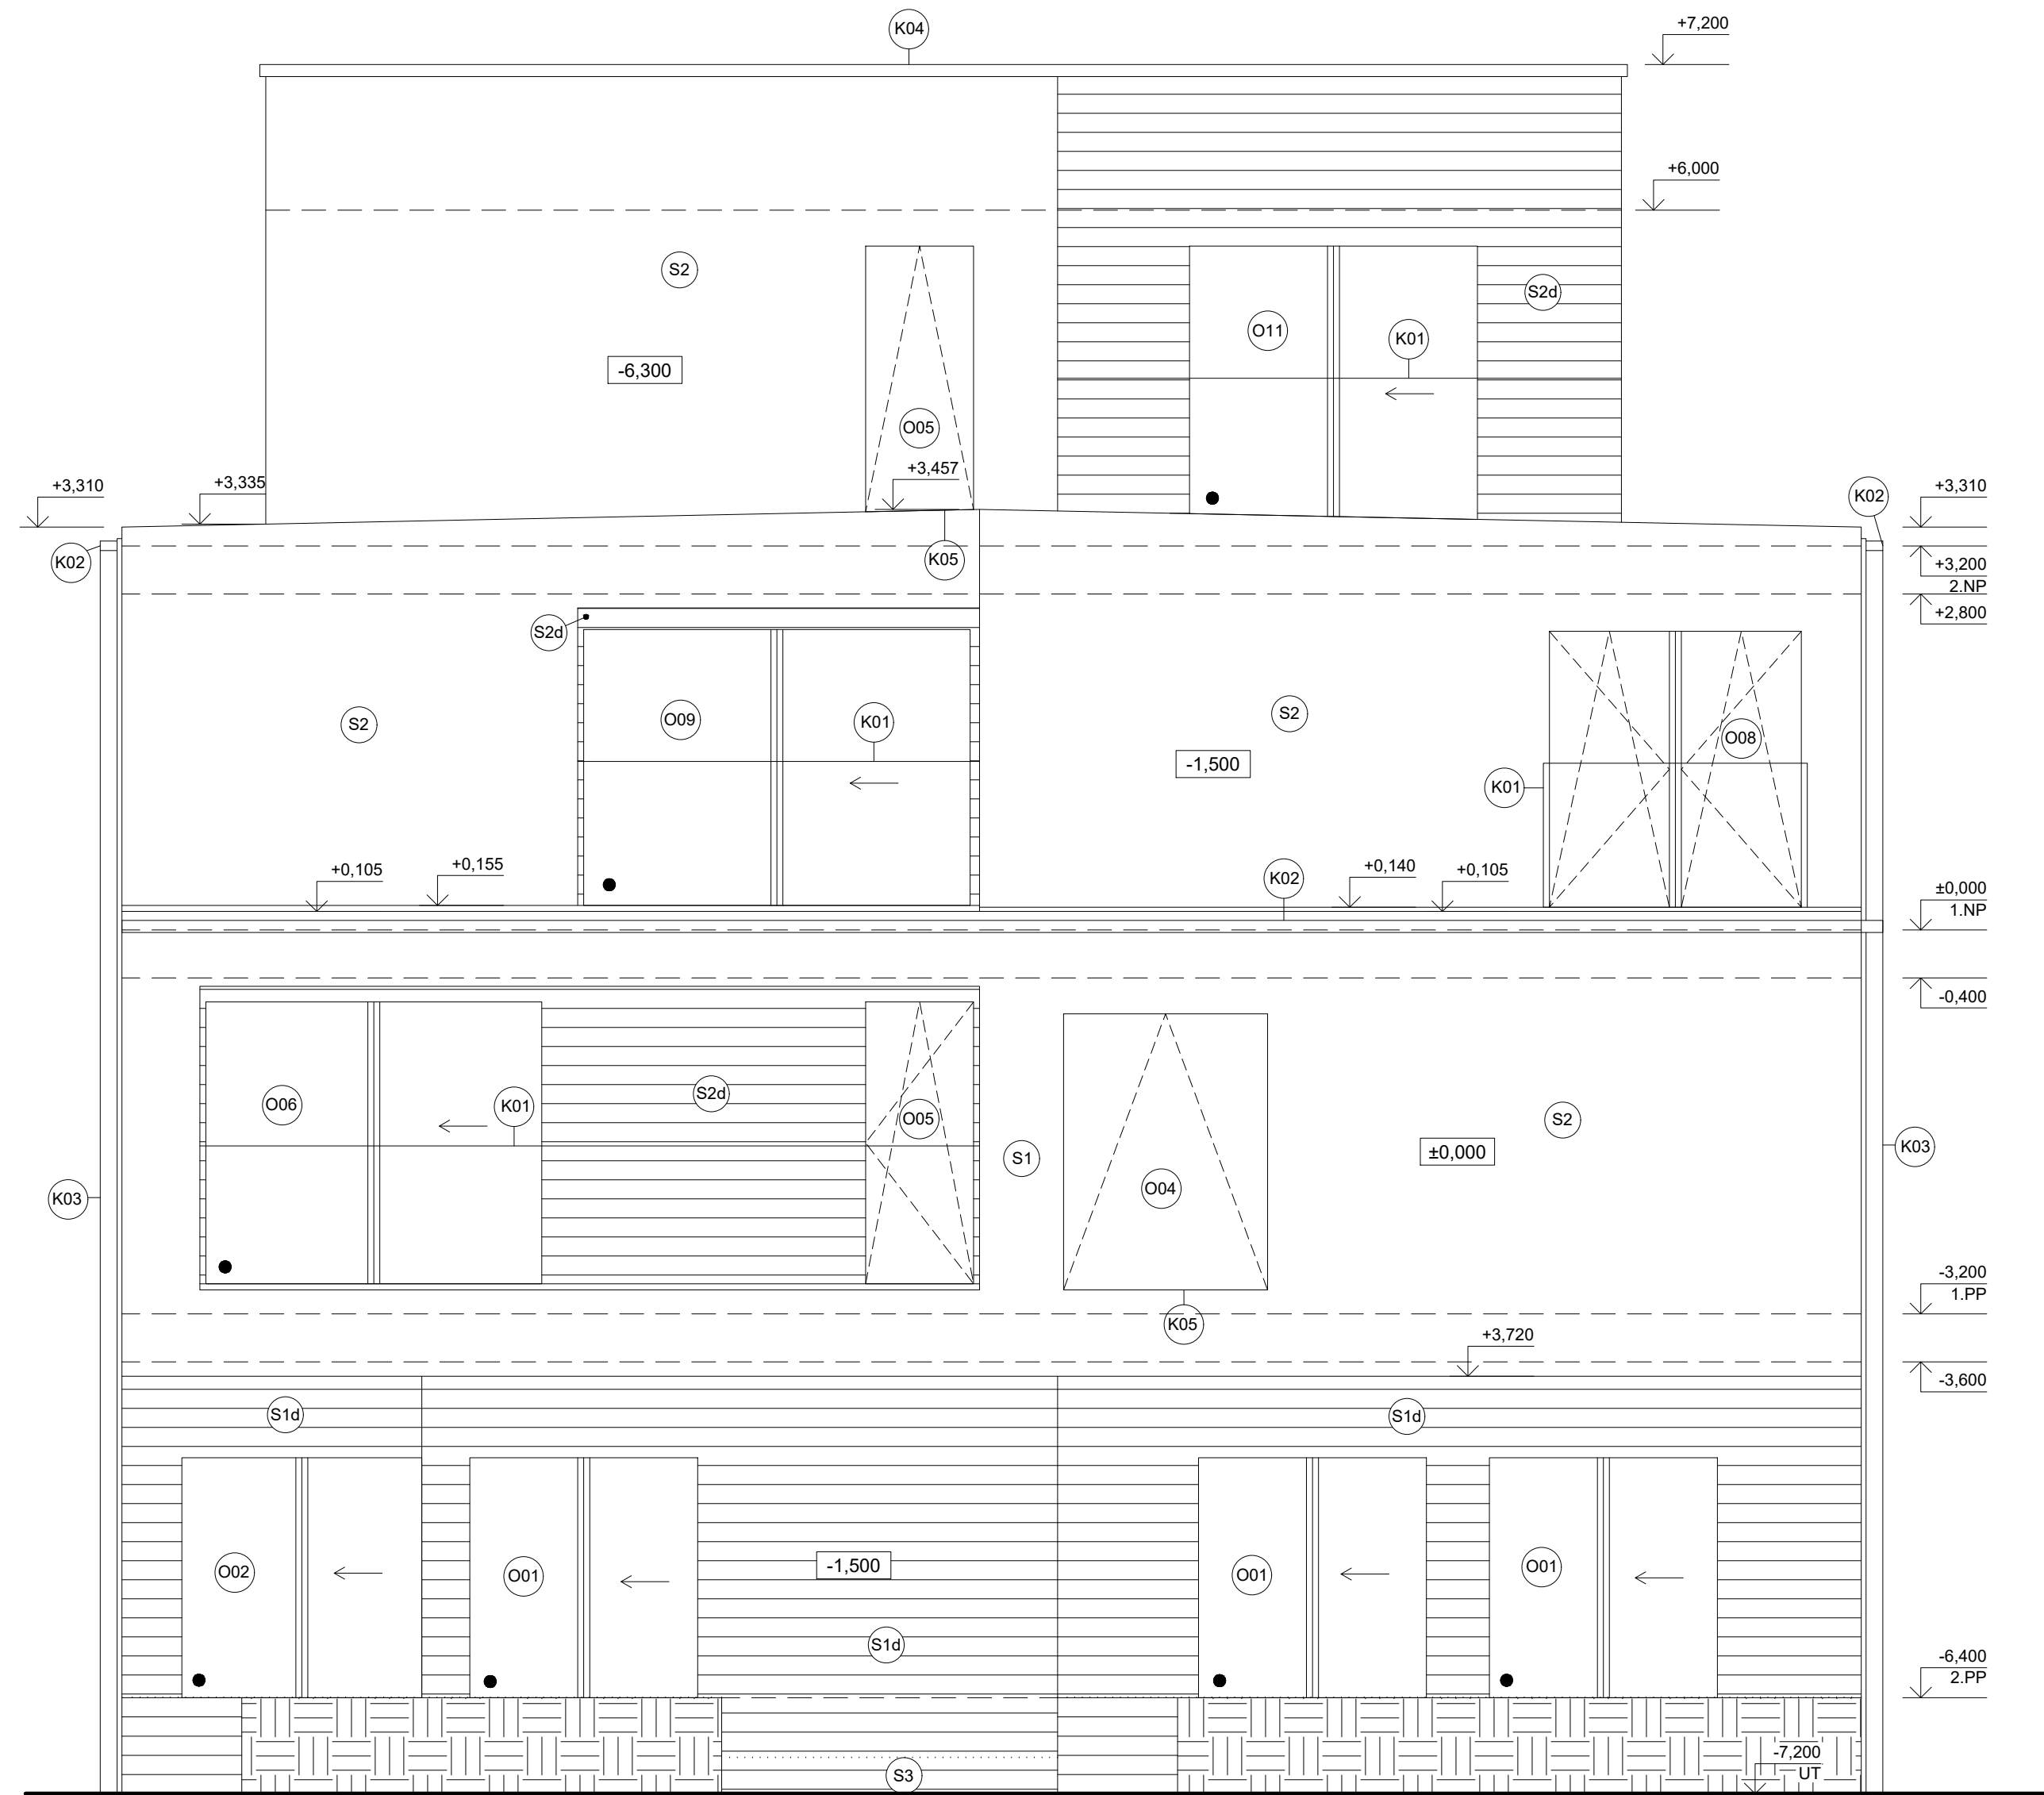 K04
+7,200
+6,000
S2
S2d
O11
K01
-6,300
O05
+3,457
+3,335
+3,310
K02
+3,310
K02
K05
+3,200
2.NP
+2,800
S2d
S2
O09
K01
S2
O08
-1,500
K01
+0,105
+0,155
K02
+0,140
+0,105
±0,000
1.NP
-0,400
O06
K01
S2d
O05
S1
O04
S2
±0,000
K03
K03
-3,200
1.PP
K05
+3,720
-3,600
S1d
S1d
O02
O01
-1,500
O01
O01
S1d
-6,400
2.PP
-7,200
UT
S3